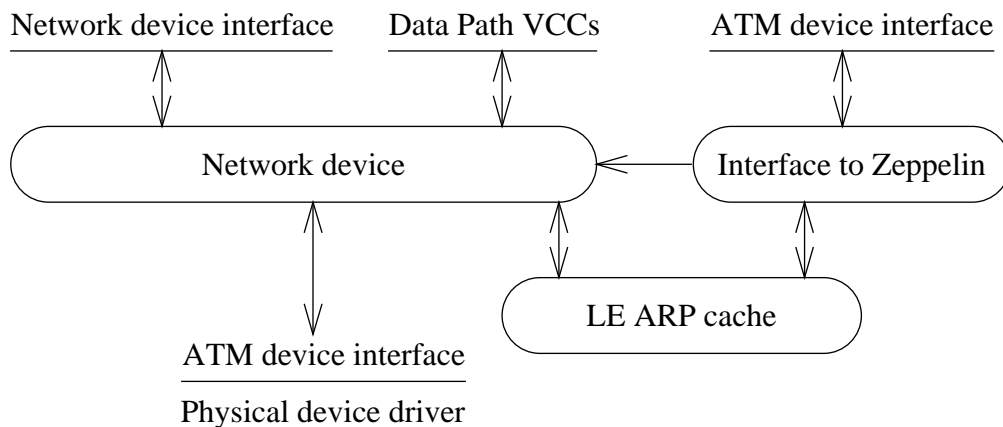 Network device interface
Data Path VCCs
ATM device interface
Network device
Interface to Zeppelin
LE ARP cache
ATM device interface
Physical device driver